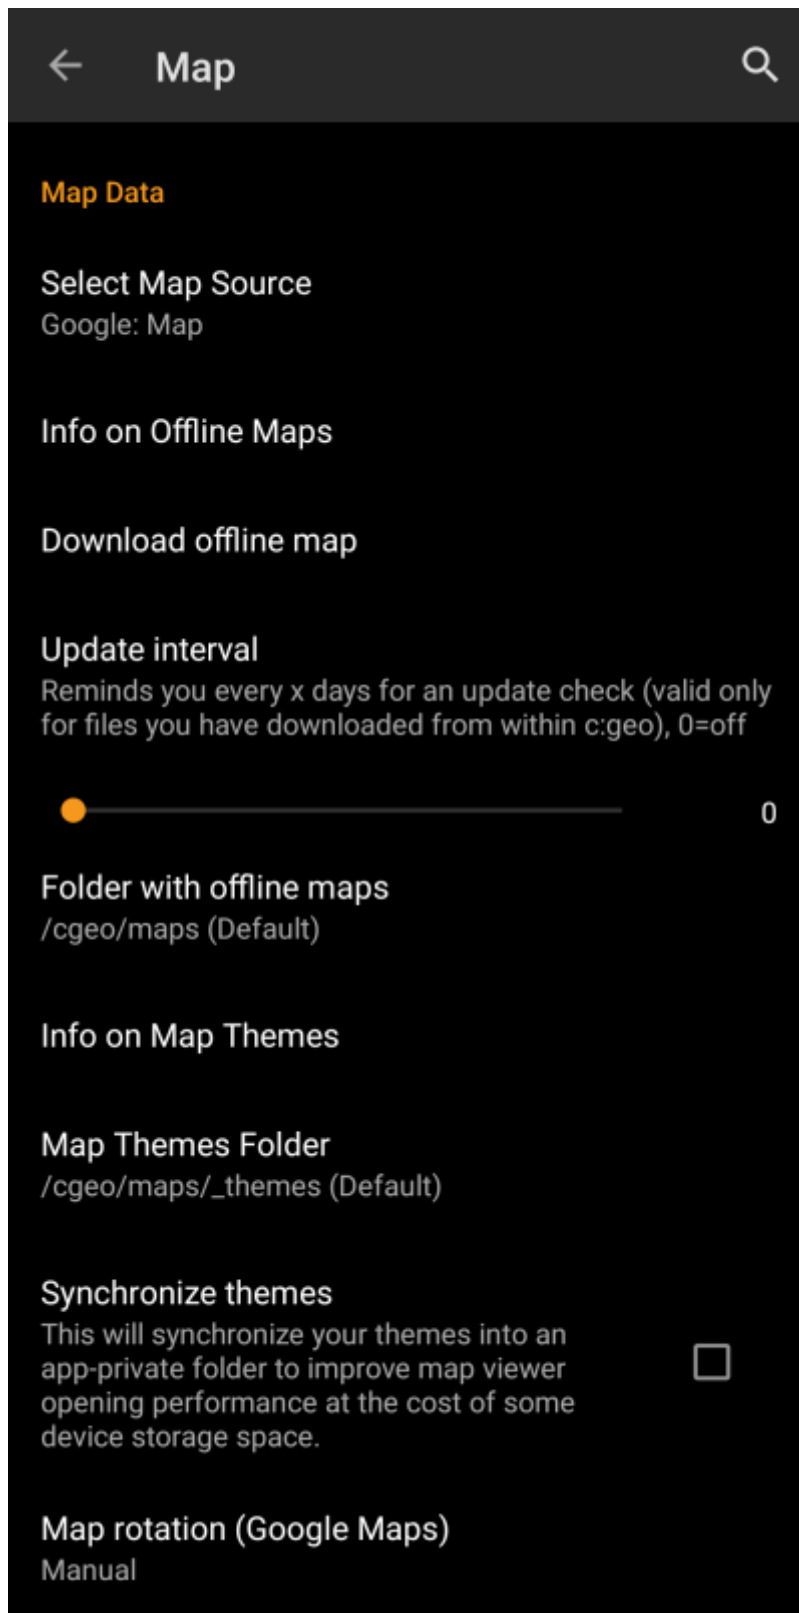 Map
Map Data
Select Map Source
Google: Map
Info on Offline Maps
Download offline map
Update interval
Reminds you every x days for an update check (valid only
for files you have downloaded from within c:geo), 0=off
0
Folder with offline maps
/cgeo/maps (Default)
Info on Map Themes
Map Themes Folder
/cgeo/maps/_themes (Default)
Synchronize themes
This will synchronize your themes into an
app-private folder to improve map viewer
opening performance at the cost of some
device storage space.
Map rotation (Google Maps)
Manual